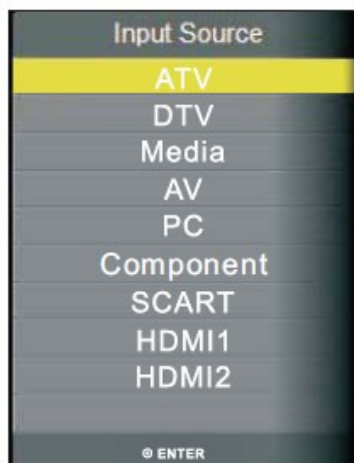 Input Source
ATV
DTV
Media
AV
PC
Component
SCART
HDMI1
HDMI2
⊙ ENTER